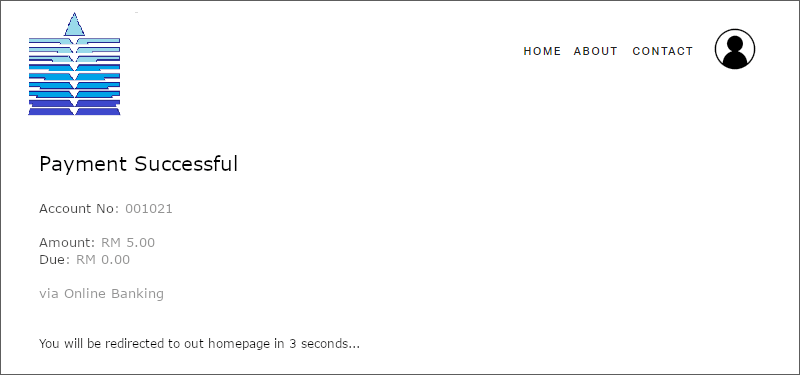 HOME ABOUT CONTACT
Payment Successful
Account No: 001021
Amount: RM 5.00
Due: RM 0.00
via Online Banking
You will be redirected to out homepage in 3 seconds...